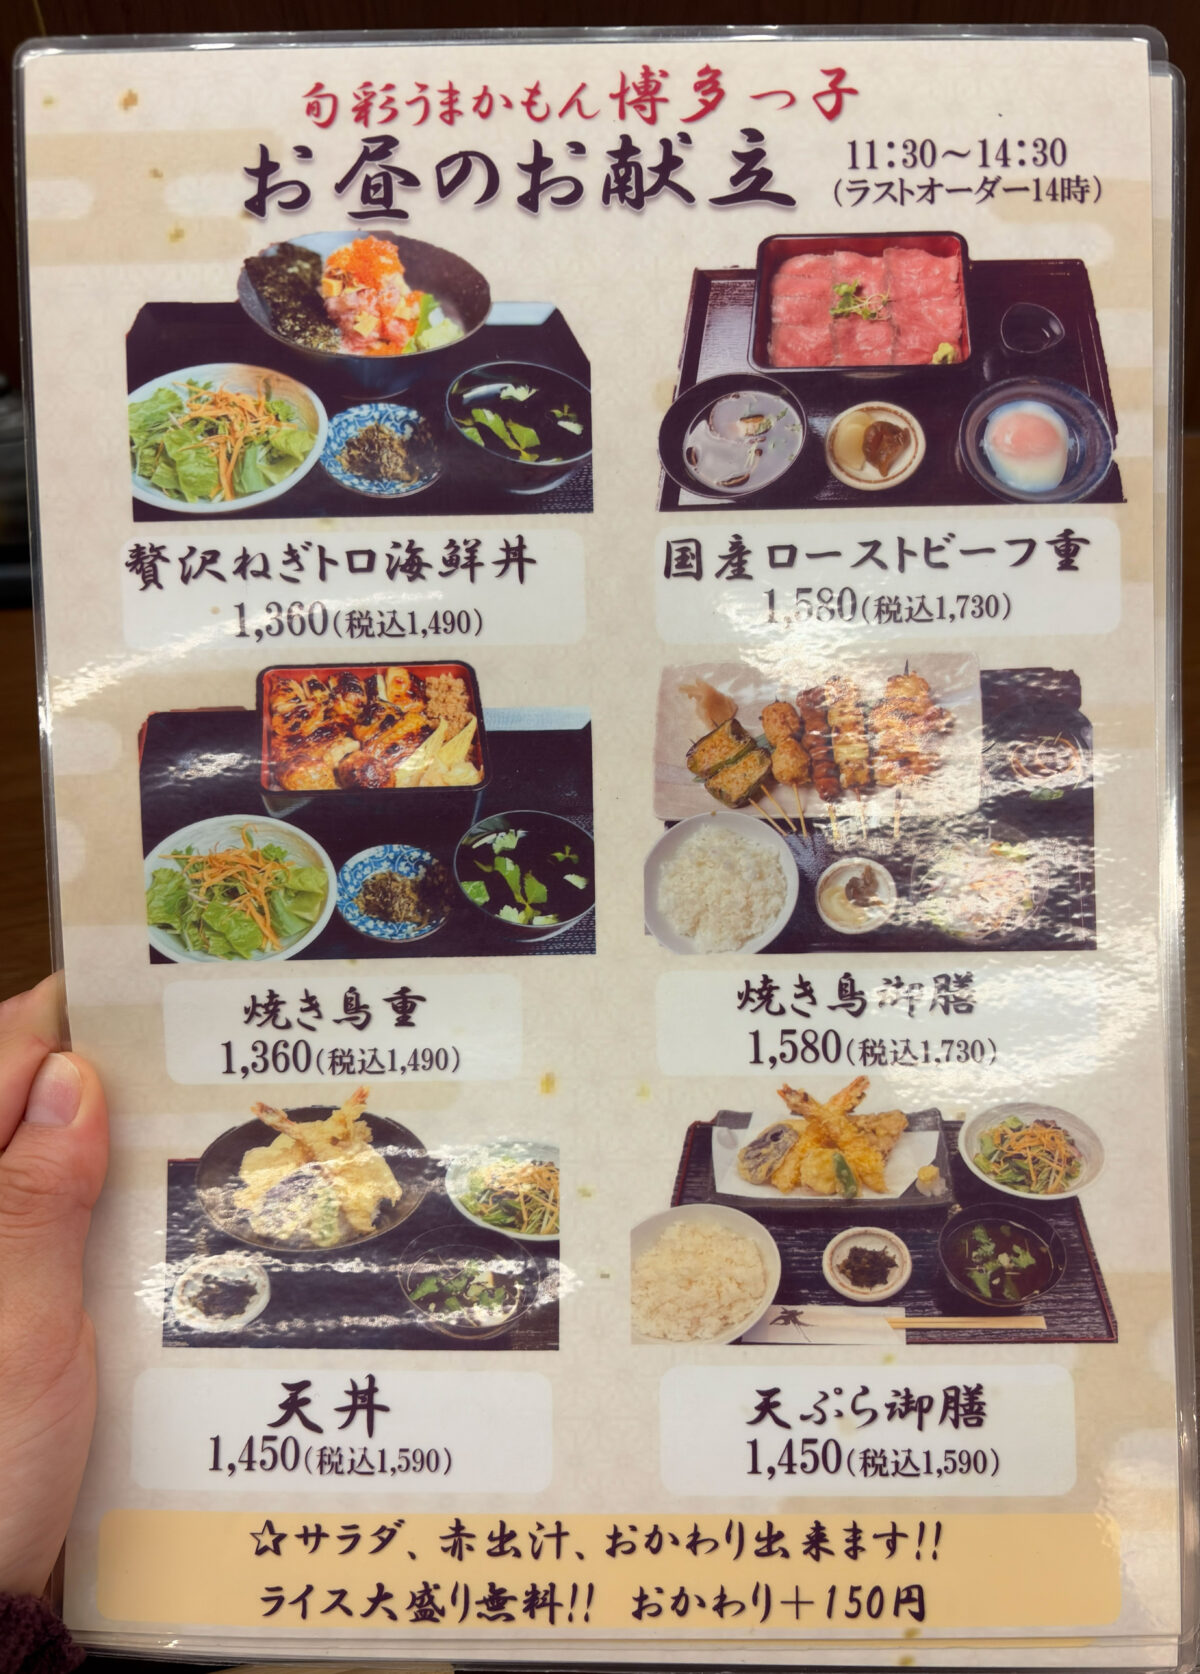 旬彩うまかもん博多っ子
お昼のお献立
11:30～14:30
(ラストオーダー14時)
贅沢ねぎトロ海鮮丼
1,360(税込1,490)
国産ローストビーフ重
1,580(税込1,730)
焼き鳥重
1,360(税込1,490)
焼き鳥御膳
1,580(税込1,730)
天丼
1,450(税込1,590)
天ぷら御膳
1,450(税込1,590)
☆サラダ、赤出汁、おかわり出来ます!!
ライス大盛り無料!! おかわり＋150円